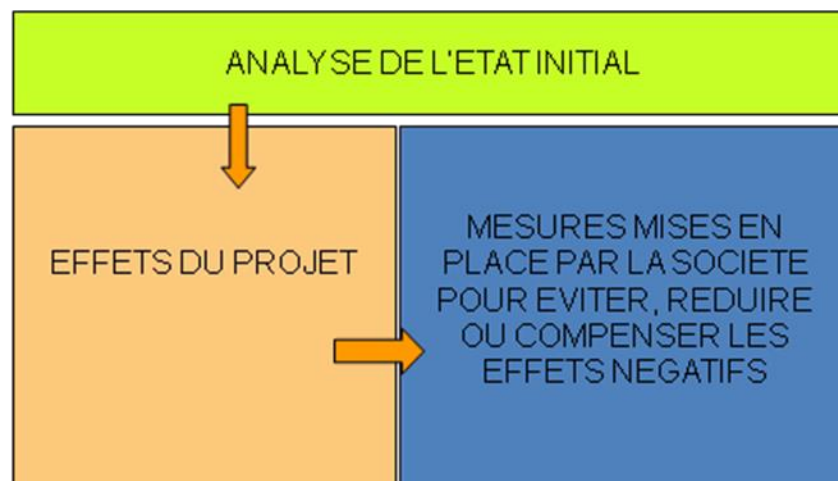 ANALYSE DE L'ETAT INITIAL
EFFETS DU PROJET
MESURES MISES EN
PLACE PAR LA SOCIETE
POUR EVITER, REDUIRE
OU COMPENSER LES
EFFETS NEGATIFS